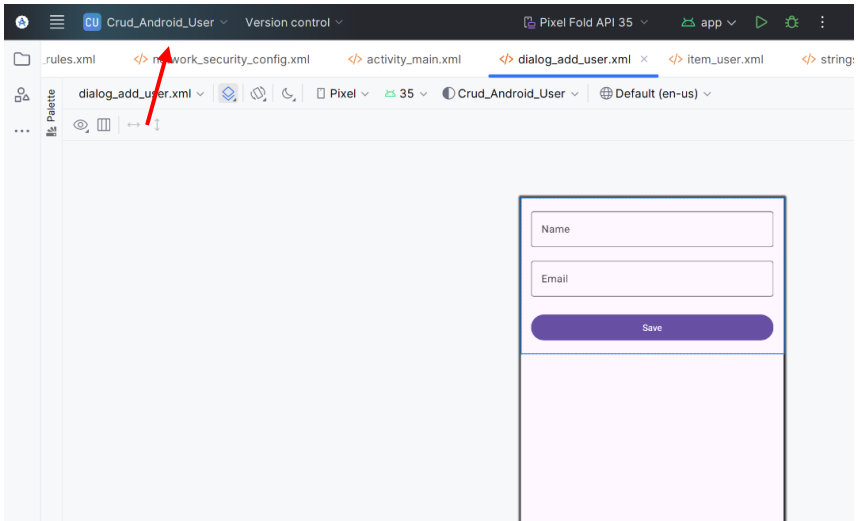 CU Crud_Android_User Version control Pixel Fold API 35 app
_rules.xml network_security_config.xml activity_main.xml dialog_add_user.xml item_user.xml strings
Palette
dialog_add_user.xml Pixel 35 Crud_Android_User Default (en-us)
Name
Email
Save